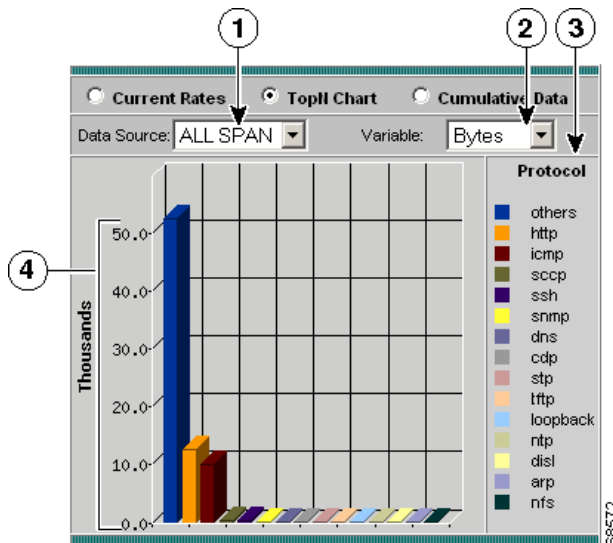 1
2
3
Current Rates
TopN Chart
Cumulative Data
Data Source:
ALL SPAN
Variable:
Bytes
Protocol
others
http
icmp
sccp
ssh
snmp
dns
cdp
stp
tftp
loopback
ntp
disl
arp
nfs
4
Thousands
50.0
40.0
30.0
20.0
10.0
0.0